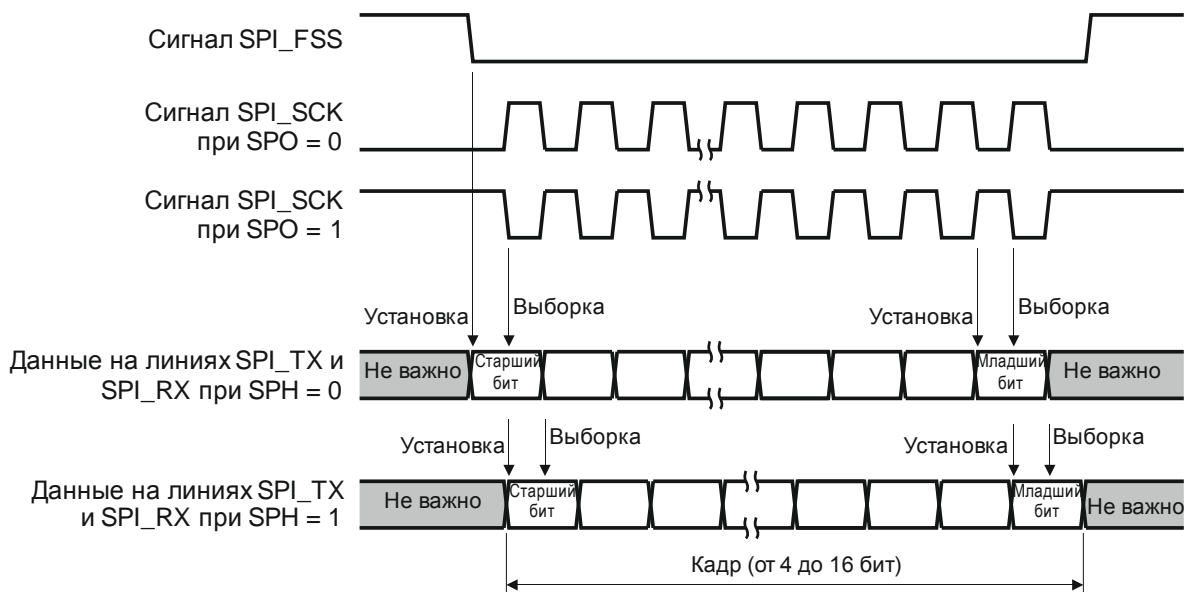 Сигнал SPI_FSS
Сигнал SPI_SCK
при SPO = 0
Сигнал SPI_SCK
при SPO = 1
Установка
Выборка
Установка
Выборка
Данные на линиях SPI_TX и
SPI_RX при SPH = 0
Не важно
Старший
бит
Младший
бит
Не важно
Установка
Выборка
Установка
Выборка
Данные на линиях SPI_TX
и SPI_RX при SPH = 1
Не важно
Старший
бит
Младший
бит
Не важно
Кадр (от 4 до 16 бит)